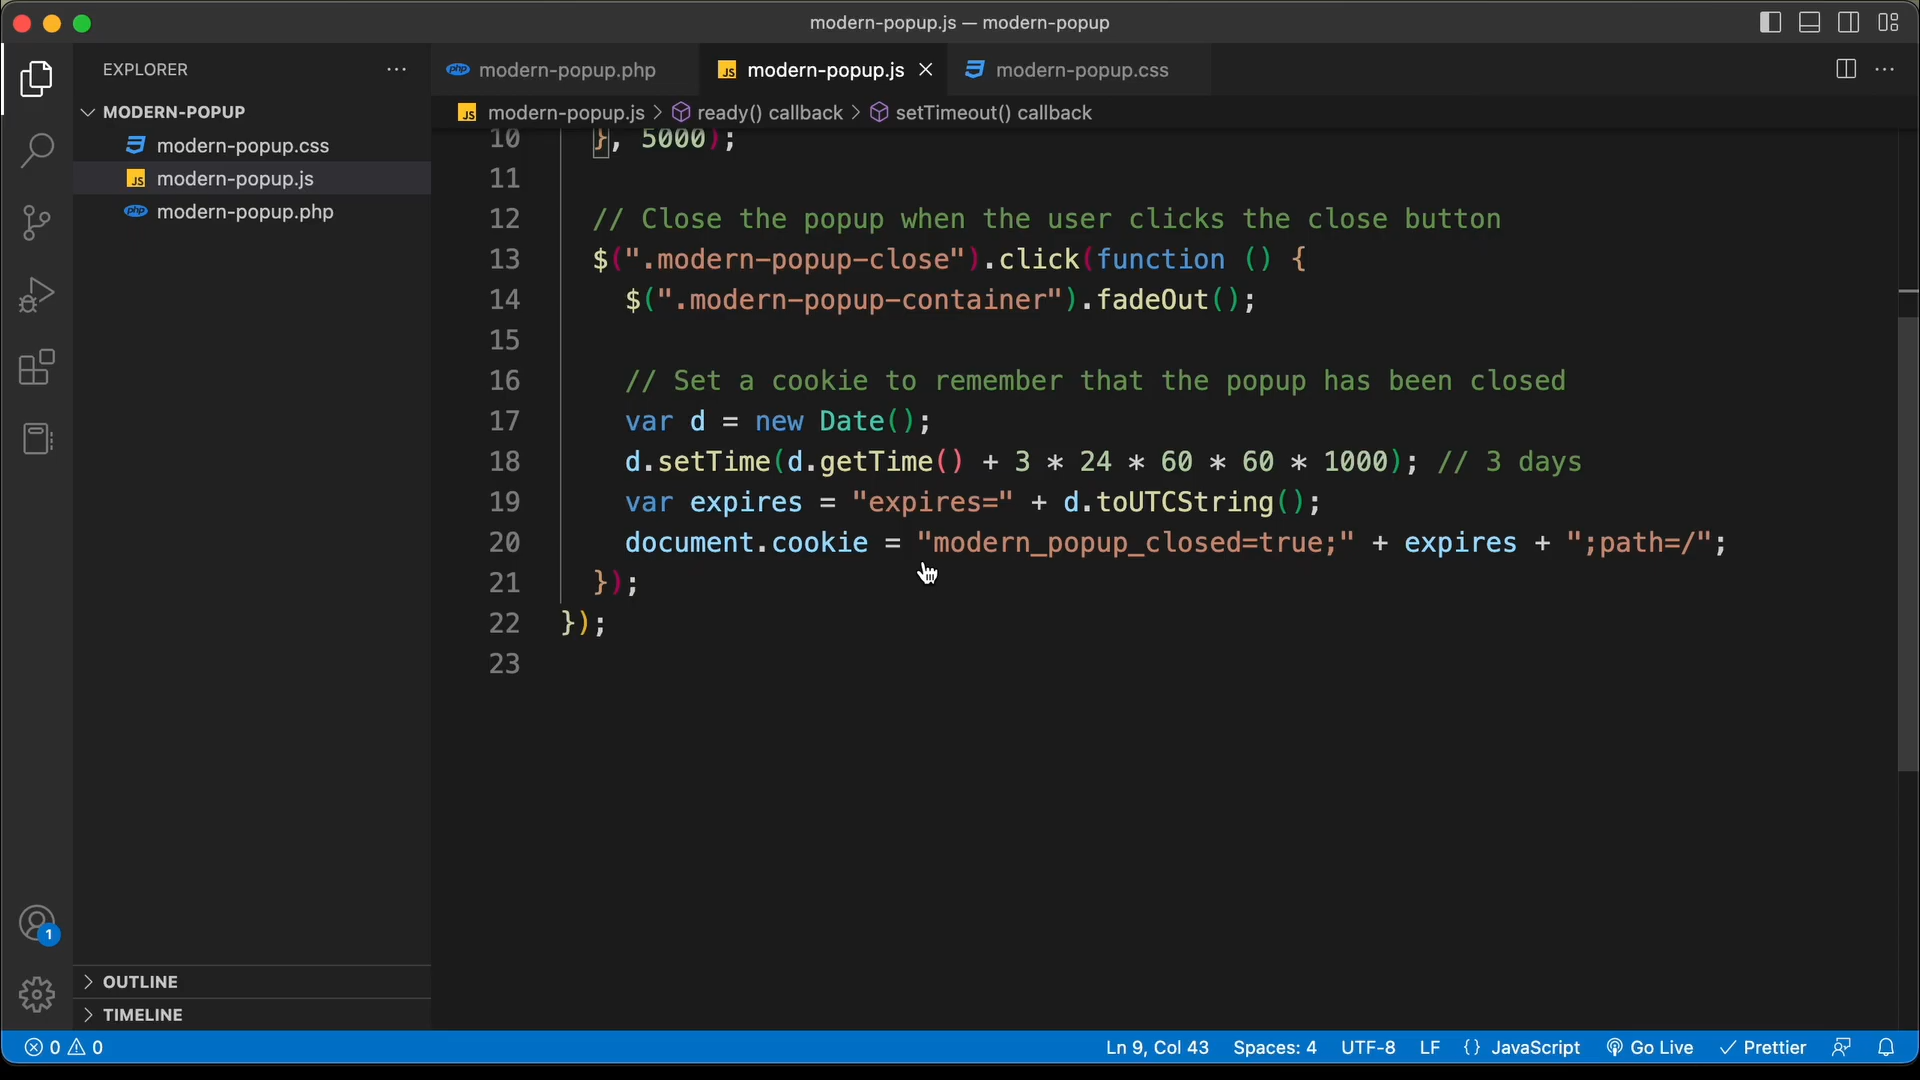 modern-popup.js — modern-popup
EXPLORER
MODERN-POPUP
modern-popup.css
modern-popup.js
modern-popup.php
OUTLINE
TIMELINE
modern-popup.php
modern-popup.js
modern-popup.css
modern-popup.js > ready() callback > setTimeout() callback
10 }, 5000);
11
12 // Close the popup when the user clicks the close button
13 $(".modern-popup-close").click(function () {
14 $(".modern-popup-container").fadeOut();
15
16 // Set a cookie to remember that the popup has been closed
17 var d = new Date();
18 d.setTime(d.getTime() + 3 * 24 * 60 * 60 * 1000); // 3 days
19 var expires = "expires=" + d.toUTCString();
20 document.cookie = "modern_popup_closed=true;" + expires + ";path=/";
21 });
22 });
23
1
0 0 Ln 9, Col 43 Spaces: 4 UTF-8 LF {} JavaScript Go Live Prettier